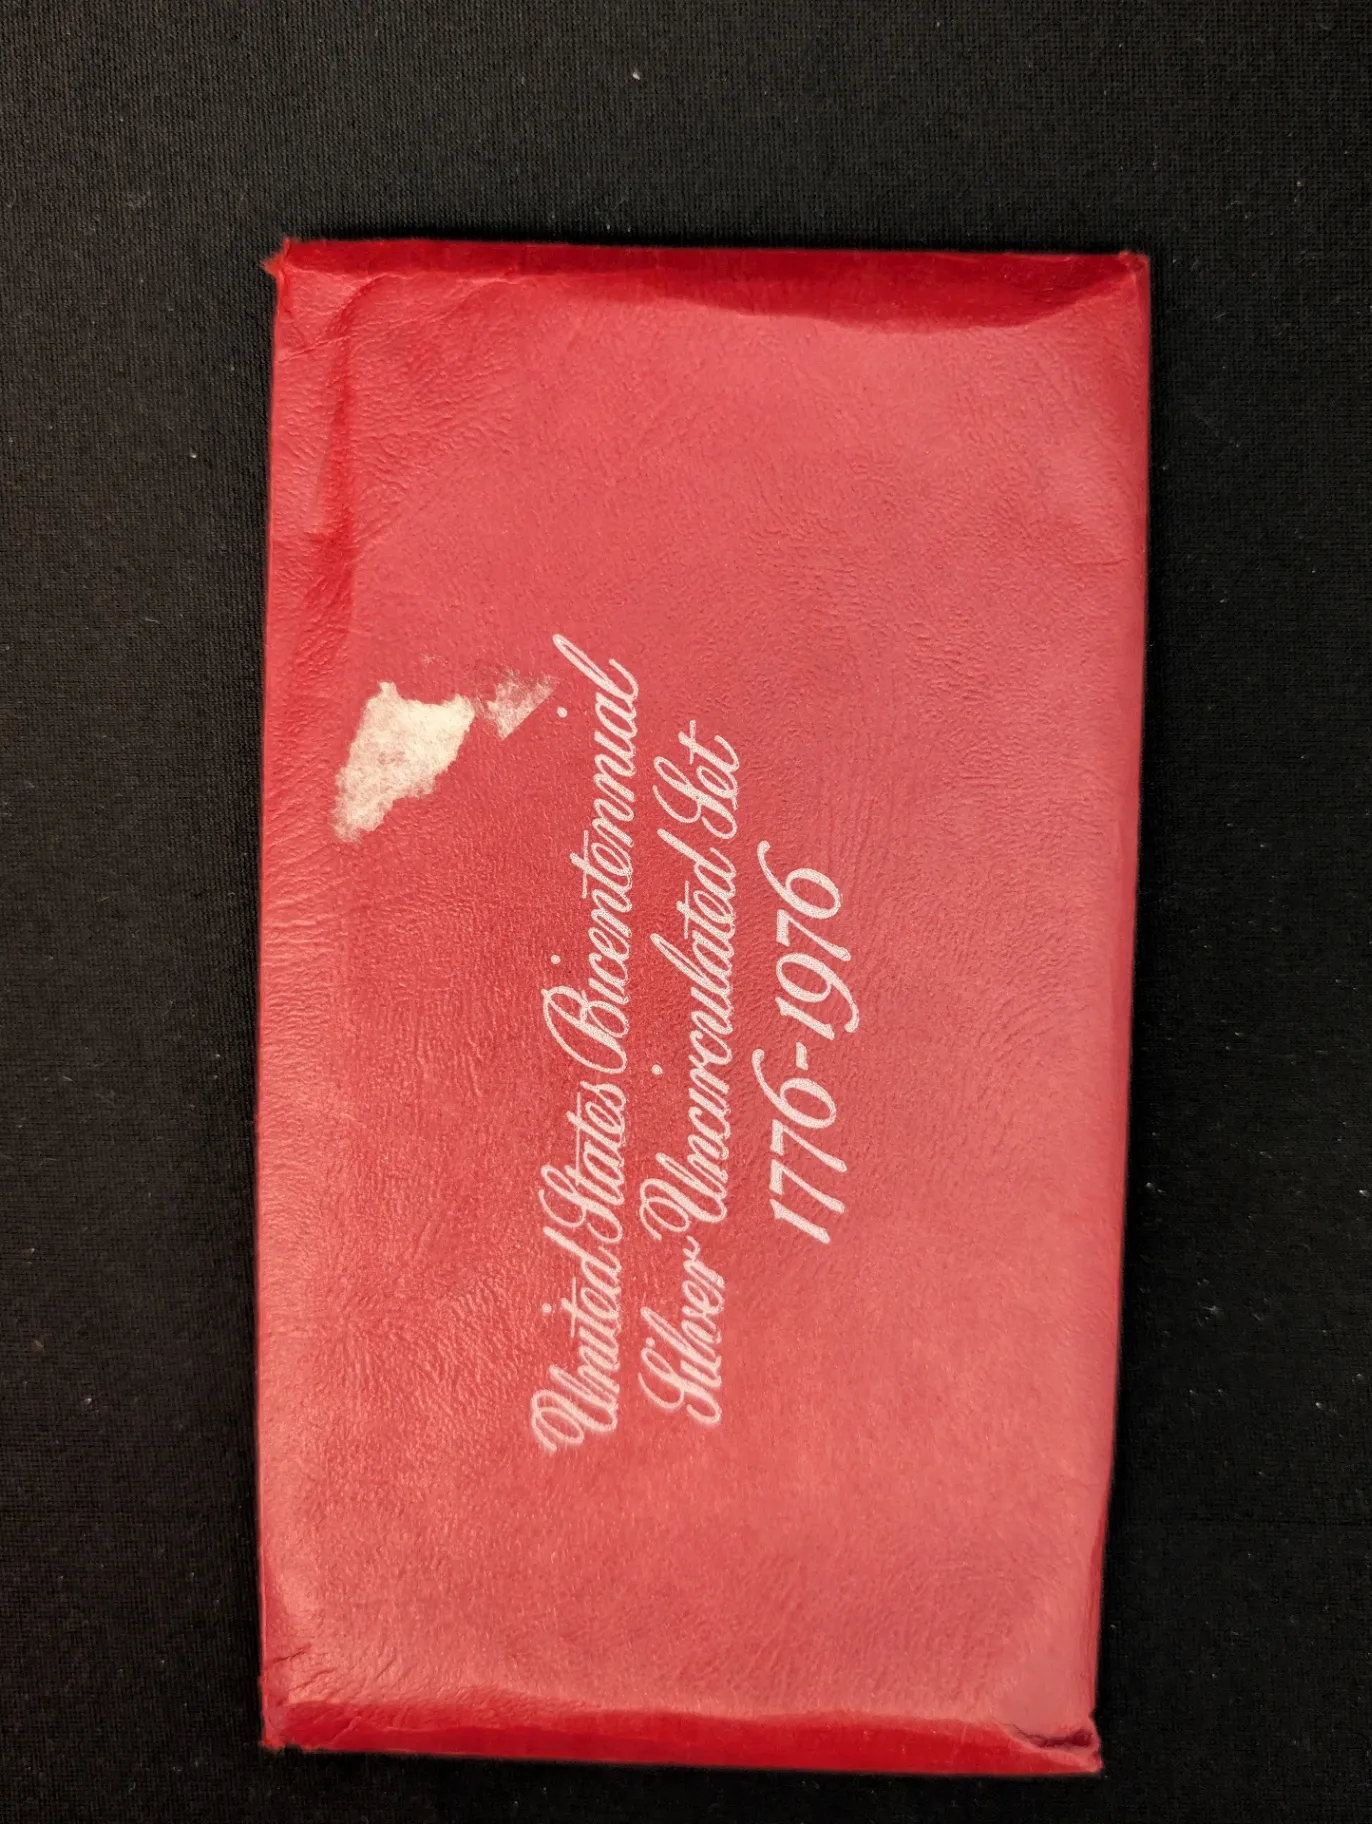 United States Bicentennial
Silver Uncirculated Set
1776-1976